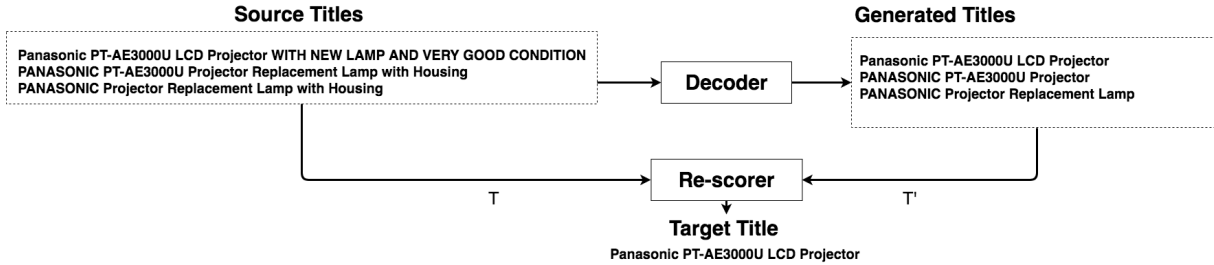 Source Titles
Generated Titles
Panasonic PT-AE3000U LCD Projector WITH NEW LAMP AND VERY GOOD CONDITION
PANASONIC PT-AE3000U Projector Replacement Lamp with Housing
PANASONIC Projector Replacement Lamp with Housing
Decoder
Panasonic PT-AE3000U LCD Projector
PANASONIC PT-AE3000U Projector
PANASONIC Projector Replacement Lamp
T
Re-scorer
T'
Target Title
Panasonic PT-AE3000U LCD Projector